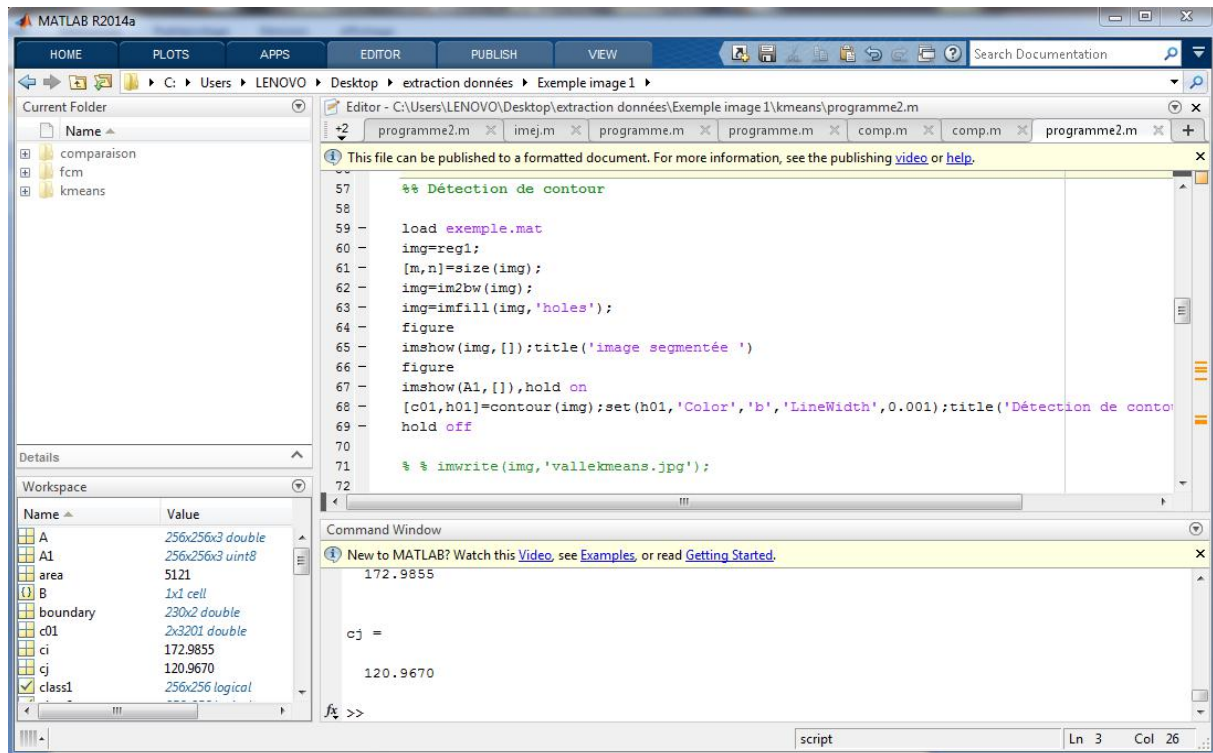 MATLAB R2014a
HOME PLOTS APPS EDITOR PUBLISH VIEW Search Documentation
C: Users LENOVO Desktop extraction données Exemple image 1
Current Folder
Name
comparaison
fcm
kmeans
Details
Workspace
Name Value
A 256x256x3 double
A1 256x256x3 uint8
area 5121
B 1x1 cell
boundary 230x2 double
c01 2x3201 double
ci 172.9855
cj 120.9670
class1 256x256 logical
Editor - C:\Users\LENOVO\Desktop\extraction données\Exemple image 1\kmeans\programme2.m
+2 programme2.m imej.m programme.m programme.m comp.m comp.m programme2.m +
This file can be published to a formatted document. For more information, see the publishing video or help.
57 %% Détection de contour
58
59 - load exemple.mat
60 - img=reg1;
61 - [m,n]=size(img);
62 - img=im2bw(img);
63 - img=imfill(img,'holes');
64 - figure
65 - imshow(img,[]);title('image segmentée ')
66 - figure
67 - imshow(A1,[]),hold on
68 - [c01,h01]=contour(img);set(h01,'Color','b','LineWidth',0.001);title('Détection de conto
69 - hold off
70
71 % % imwrite(img,'vallekmeans.jpg');
72
Command Window
New to MATLAB? Watch this Video, see Examples, or read Getting Started.
172.9855
cj =
120.9670
fx >>
script Ln 3 Col 26